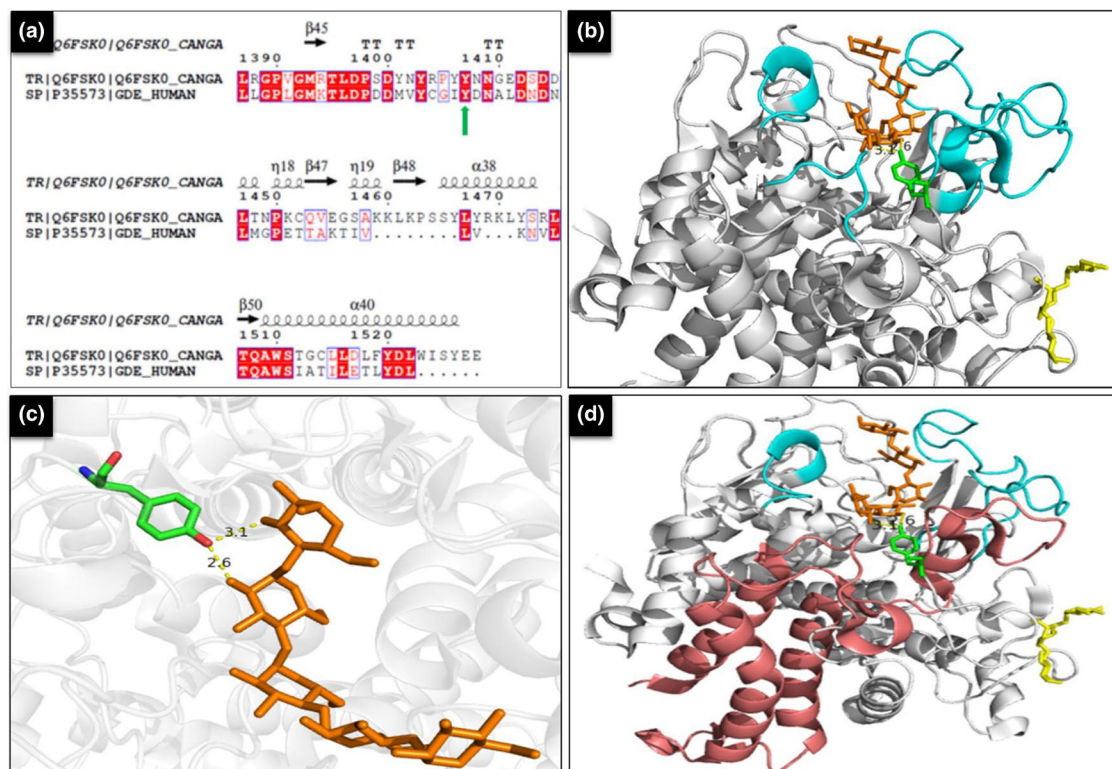 (a)
β45
TR|Q6FSK0|Q6FSK0_CANGA TT TT TT
1390 1400 1410
TR|Q6FSK0|Q6FSK0_CANGA LRGPVGMRTLDPSDYNYRPYYNNGEDSDD
SP|P35573|GDE_HUMAN LLGPLGMKTLDPDDMVYCGIYDNALDNDN
η18 β47 η19 β48 α38
TR|Q6FSK0|Q6FSK0_CANGA
1450 1460 1470
TR|Q6FSK0|Q6FSK0_CANGA LTNPKCQVEGSAKKLKPSSYLYRKLYSRL
SP|P35573|GDE_HUMAN LMGPETTAKTIV.........LV...KNVL
β50 α40
TR|Q6FSK0|Q6FSK0_CANGA
1510 1520
TR|Q6FSK0|Q6FSK0_CANGA TQAWSTGCLLDLFYDLWISYEE
SP|P35573|GDE_HUMAN TQAWSIATILETLYDL......
(b)
(c)
3.1
2.6
(d)